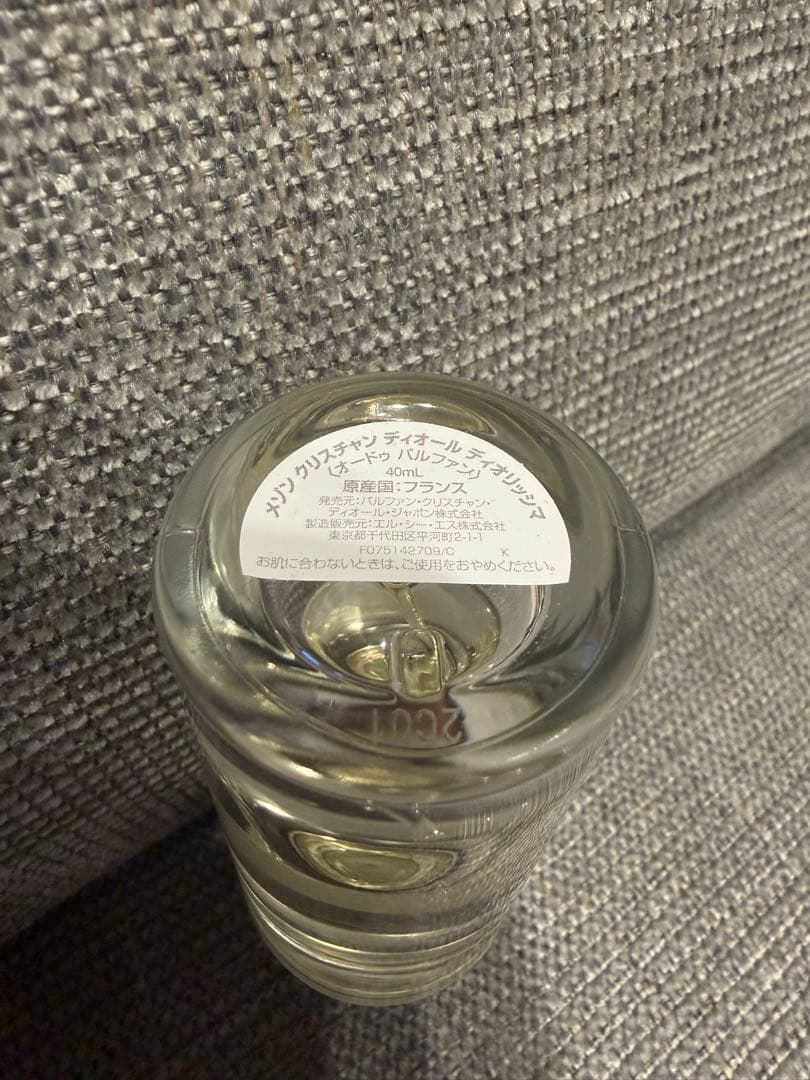 メゾン クリスチャン ディオール ディオリッシマ
(オードゥ パルファン)
40mL
原産国:フランス
発売元:パルファン・クリスチャン・
ディオール・ジャポン株式会社
製造販売元:エル・シー・エス株式会社
東京都千代田区平河町2-1-1
F075142709/C K
お肌に合わないときは、ご使用をおやめください。
2C01